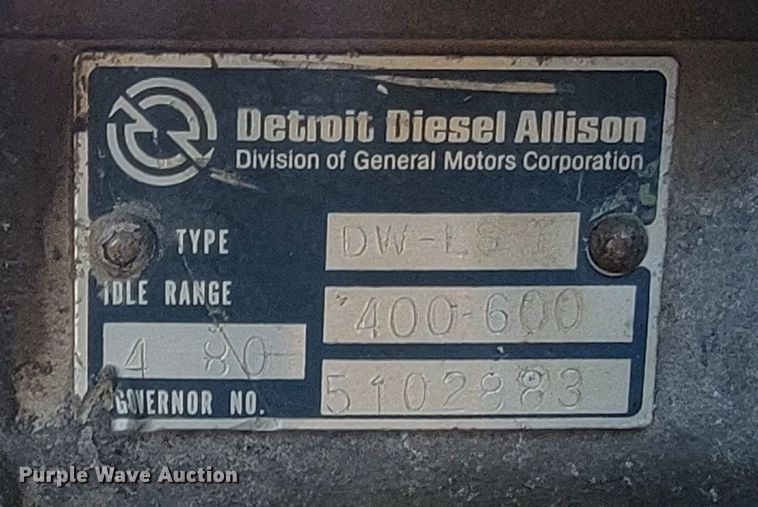 Detroit Diesel Allison
Division of General Motors Corporation
TYPE DW-LS
IDLE RANGE 400-600
4 80
GOVERNOR NO. 5102883
Purple Wave Auction